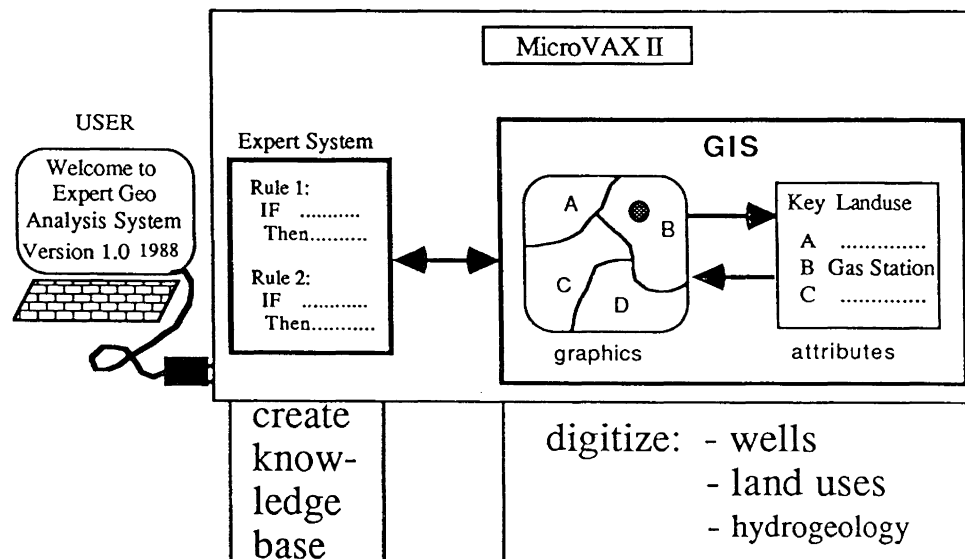 MicroVAX II
USER
Welcome to
Expert Geo
Analysis System
Version 1.0 1988
Expert System
Rule 1:
IF ...........
Then...........
Rule 2:
IF ............
Then............
GIS
A
B
C
D
graphics
Key Landuse
A ..............
B Gas Station
C ..............
attributes
create
know-
ledge
base
digitize: - wells
- land uses
- hydrogeology